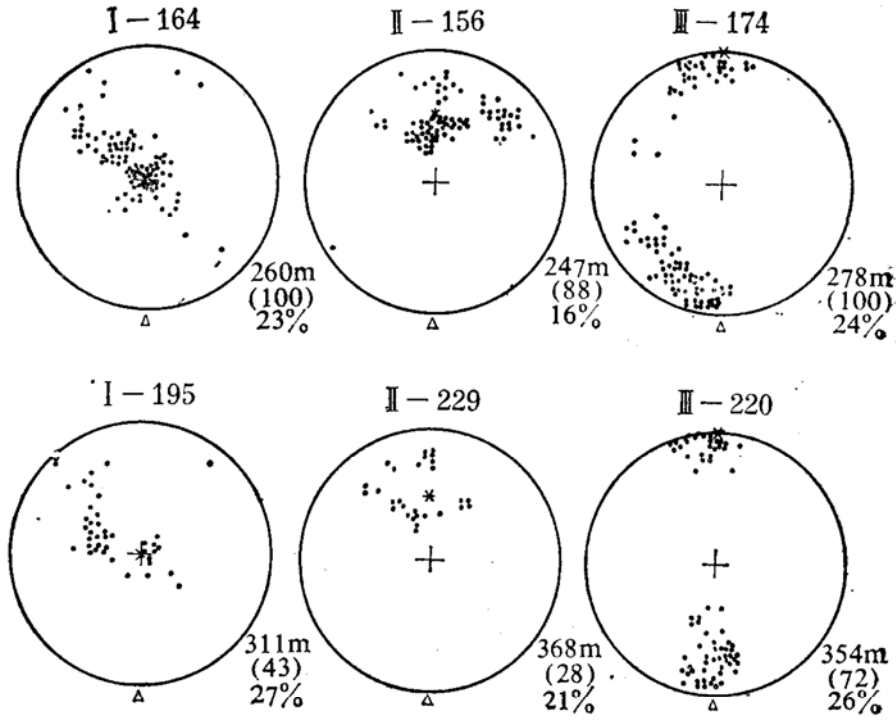 I-164
II-156
III-174
260m
(100)
23%
247m
(88)
16%
278m
(100)
24%
I-195
II-229
III-220
311m
(43)
27%
368m
(28)
21%
354m
(72)
26%